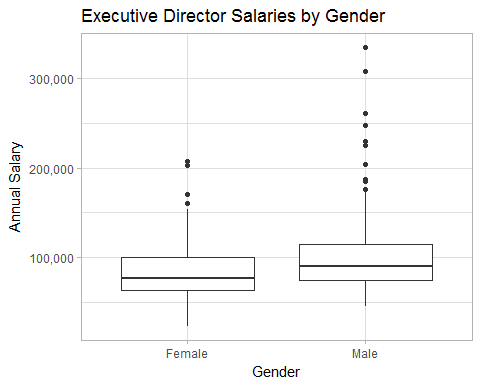 Executive Director Salaries by Gender
300,000
200,000
100,000
Annual Salary
Female Male
Gender